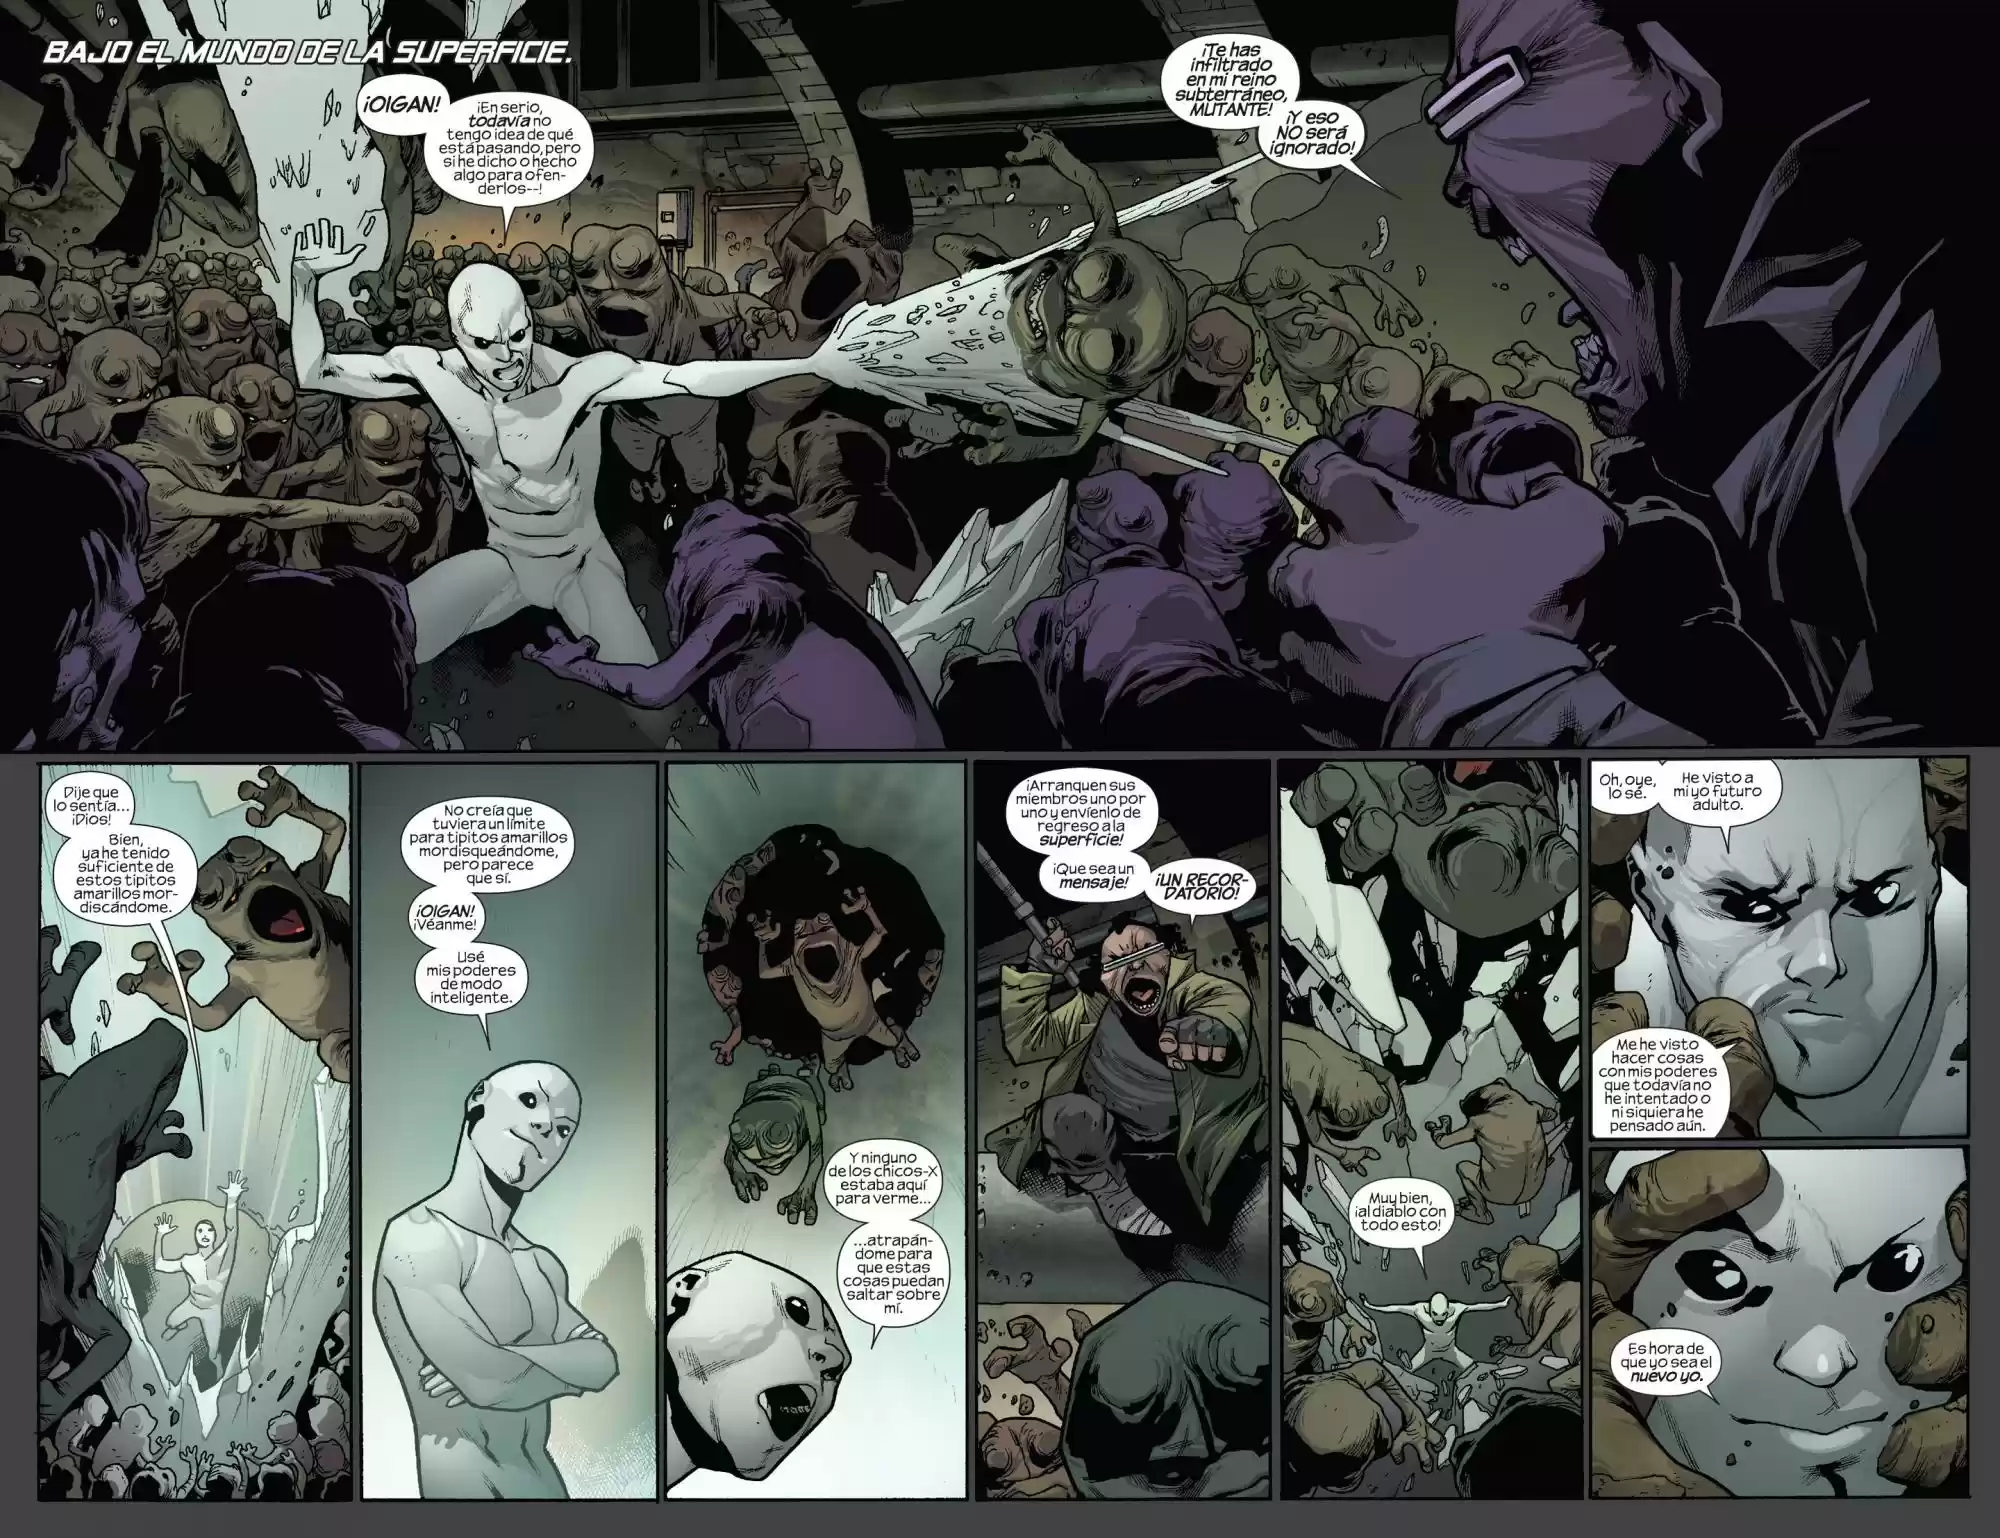 BAJO EL MUNDO DE LA SUPERFICIE.
¡OIGAN!
¡En serio,
todavía no
tengo idea de qué
está pasando, pero
si he dicho o hecho
algo para ofen-
derlos--!
¡Te has
infiltrado
en mi reino
subterráneo,
MUTANTE!
¡Y eso
NO será
ignorado!
Dije que
lo sentía...
¡Dios!
Bien,
ya he tenido
suficiente de
estos tipitos
amarillos mor-
discándome.
No creía que
tuviera un límite
para tipitos amarillos
mordisqueándome,
pero parece
que sí.
¡OIGAN!
¡Véanme!
Usé
mis poderes
de modo
inteligente.
Y ninguno
de los chicos-X
estaba aquí
para verme...
...atrapán-
dome para
que estas
cosas puedan
saltar sobre
mí.
¡Arranquen sus
miembros uno por
uno y envíenlo de
regreso a la
superficie!
¡Que sea un
mensaje!
¡UN RECOR-
DATORIO!
Muy bien,
¡al diablo con
todo esto!
Oh, oye,
lo sé.
He visto a
mi yo futuro
adulto.
Me he visto
hacer cosas
con mis poderes
que todavía no
he intentado o
ni siquiera he
pensado aún.
Es hora de
que yo sea el
nuevo yo.